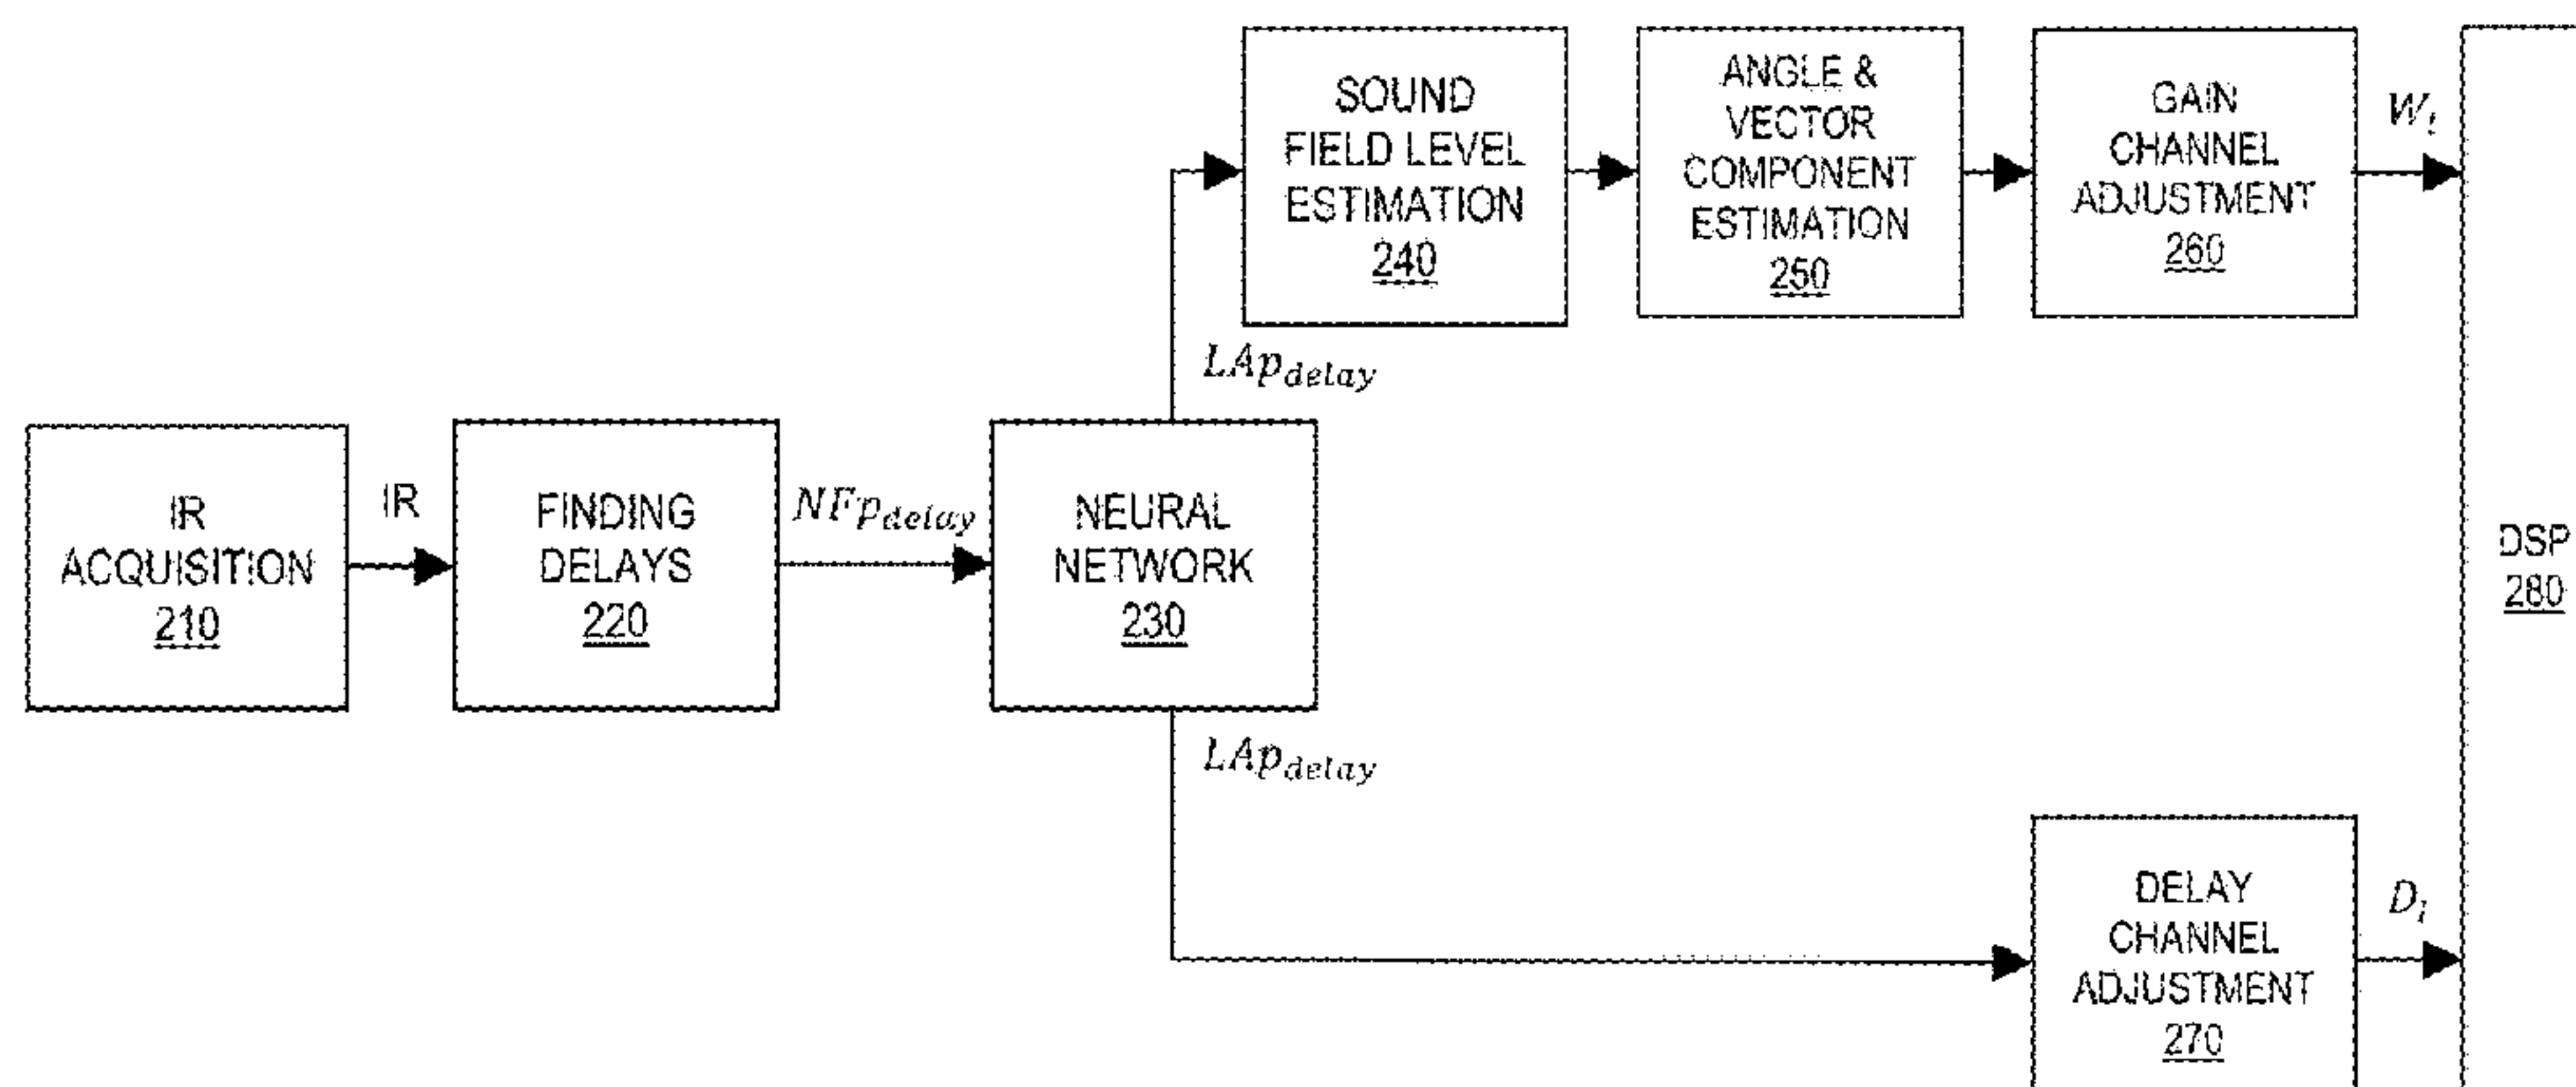 IR
ACQUISITION
210
IR
FINDING
DELAYS
220
NFp_delay
NEURAL
NETWORK
230
LAp_delay
SOUND
FIELD LEVEL
ESTIMATION
240
ANGLE &
VECTOR
COMPONENT
ESTIMATION
250
GAIN
CHANNEL
ADJUSTMENT
260
W_i
LAp_delay
DELAY
CHANNEL
ADJUSTMENT
270
D_i
DSP
280